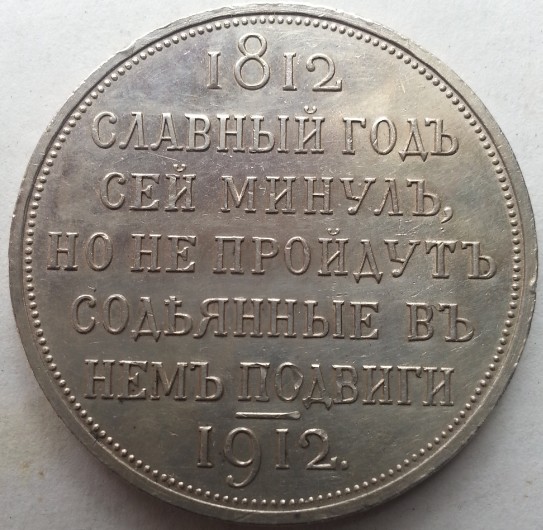 1812
СЛАВНЫЙ ГОДЪ
СЕЙ МИНУЛЪ,
НО НЕ ПРОЙДУТЪ
СОДѢЯННЫЕ ВЪ
НЕМЪ ПОДВИГИ
1912.